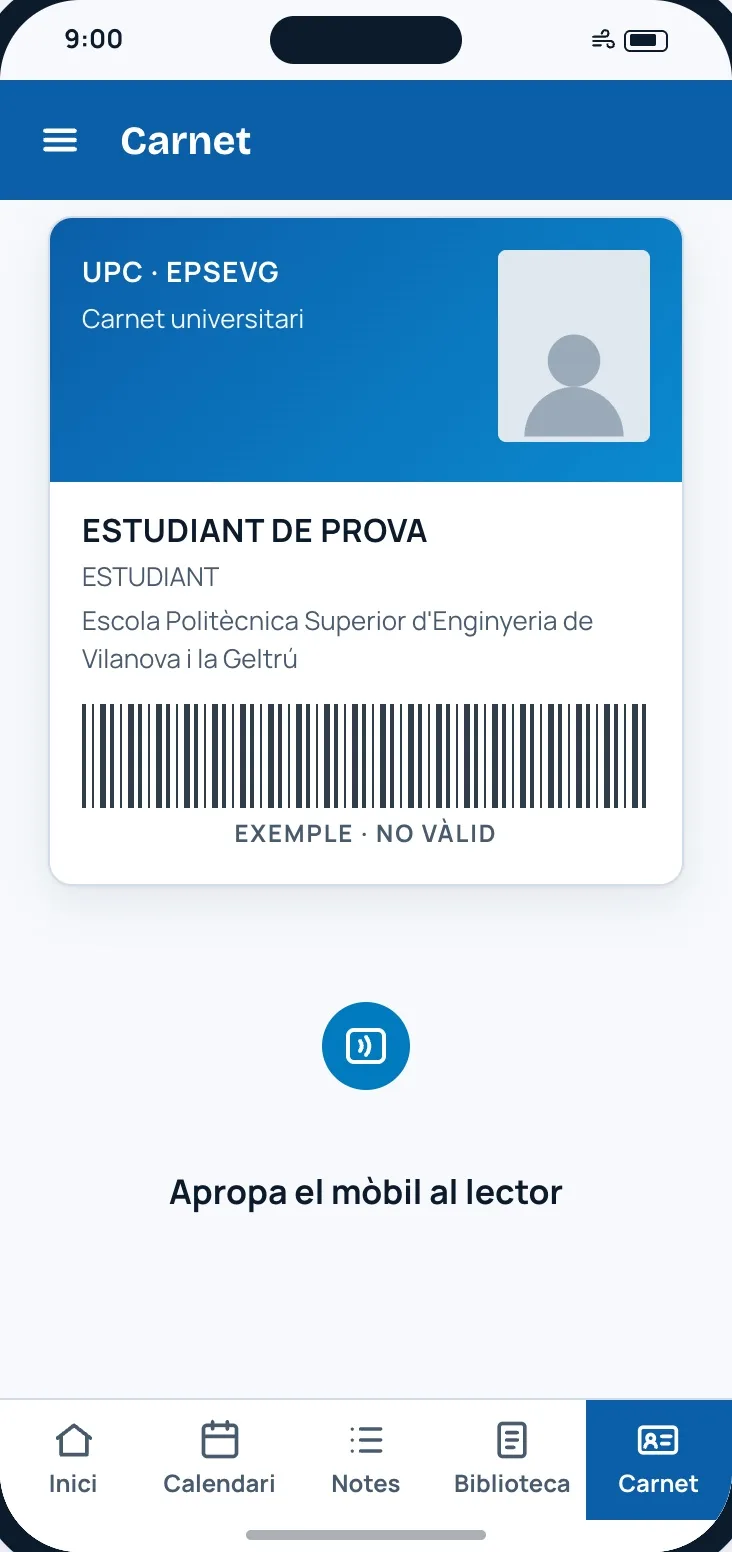 9:00
Carnet
UPC · EPSEVG
Carnet universitari
ESTUDIANT DE PROVA
ESTUDIANT
Escola Politècnica Superior d'Enginyeria de
Vilanova i la Geltrú
EXEMPLE · NO VÀLID
Apropa el mòbil al lector
Inici
Calendari
Notes
Biblioteca
Carnet